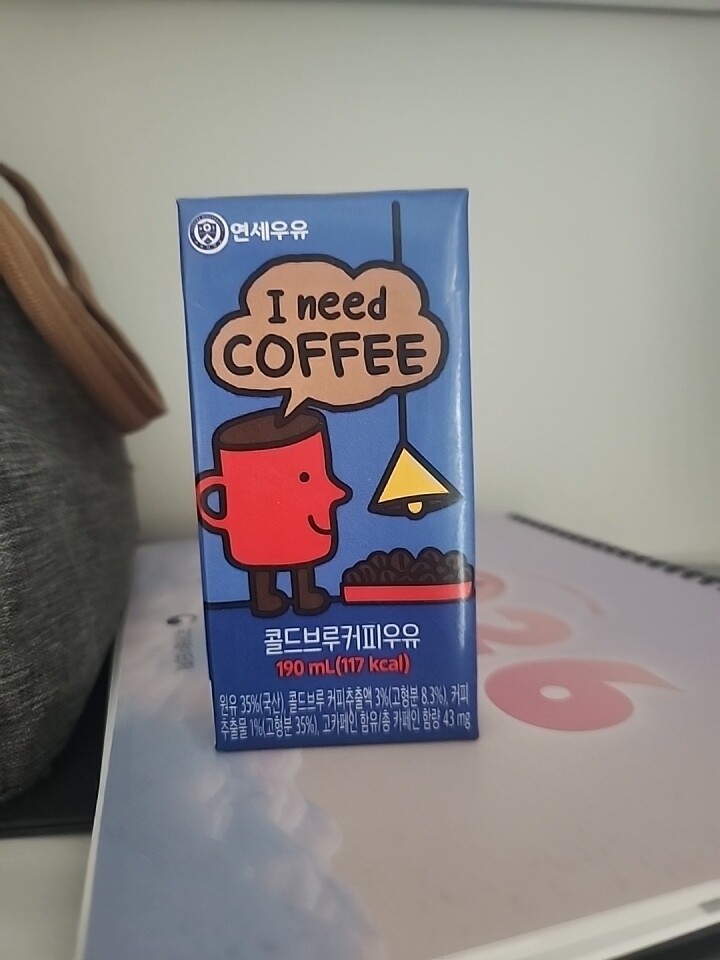 연세우유
I need
COFFEE
콜드브루커피우유
190 mL(117 kcal)
원유 35%(국산), 콜드브루 커피추출액 3%(고형분 8.3%), 커피
추출물 1%(고형분 35%), 고카페인 함유/총 카페인 함량 43 mg
026